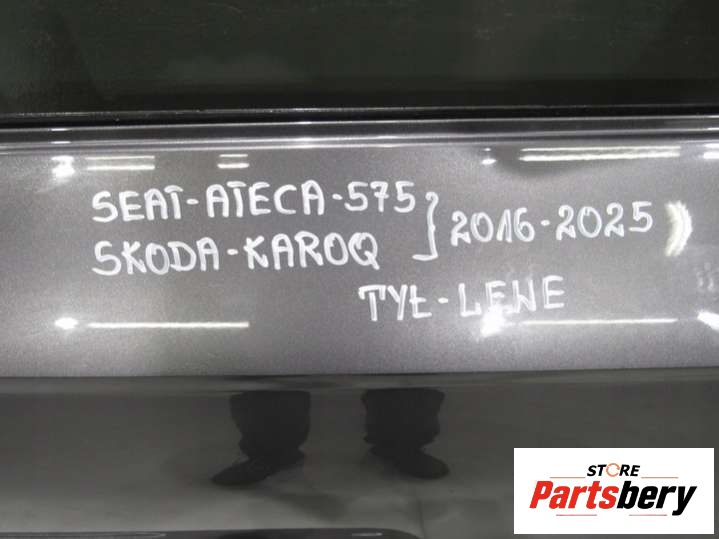 SEAT-ATECA-575
SKODA-KAROQ } 2016-2025
TYŁ-LEWE
STORE
Partsbery